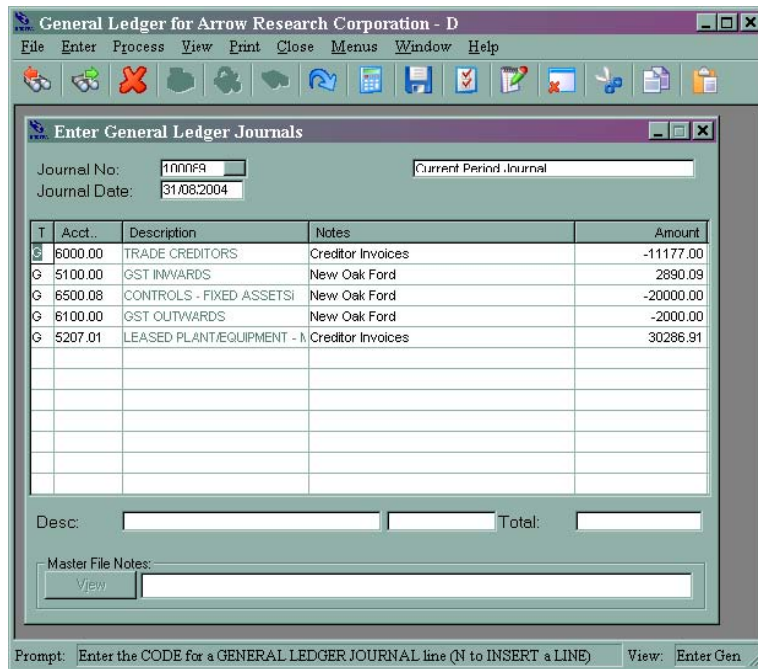 General Ledger for Arrow Research Corporation - D
File Enter Process View Print Close Menus Window Help
Enter General Ledger Journals
Journal No: 100069 Current Period Journal
Journal Date: 31/08/2004
T Acct.. Description Notes Amount
G 6000.00 TRADE CREDITORS Creditor Invoices -11177.00
G 5100.00 GST INWARDS New Oak Ford 2890.09
G 6500.08 CONTROLS - FIXED ASSETSi New Oak Ford -20000.00
G 6100.00 GST OUTWARDS New Oak Ford -2000.00
G 5207.01 LEASED PLANT/EQUIPMENT - M Creditor Invoices 30286.91
Desc: Total:
Master File Notes:
View
Prompt: Enter the CODE for a GENERAL LEDGER JOURNAL line (N to INSERT a LINE) View: Enter Gen